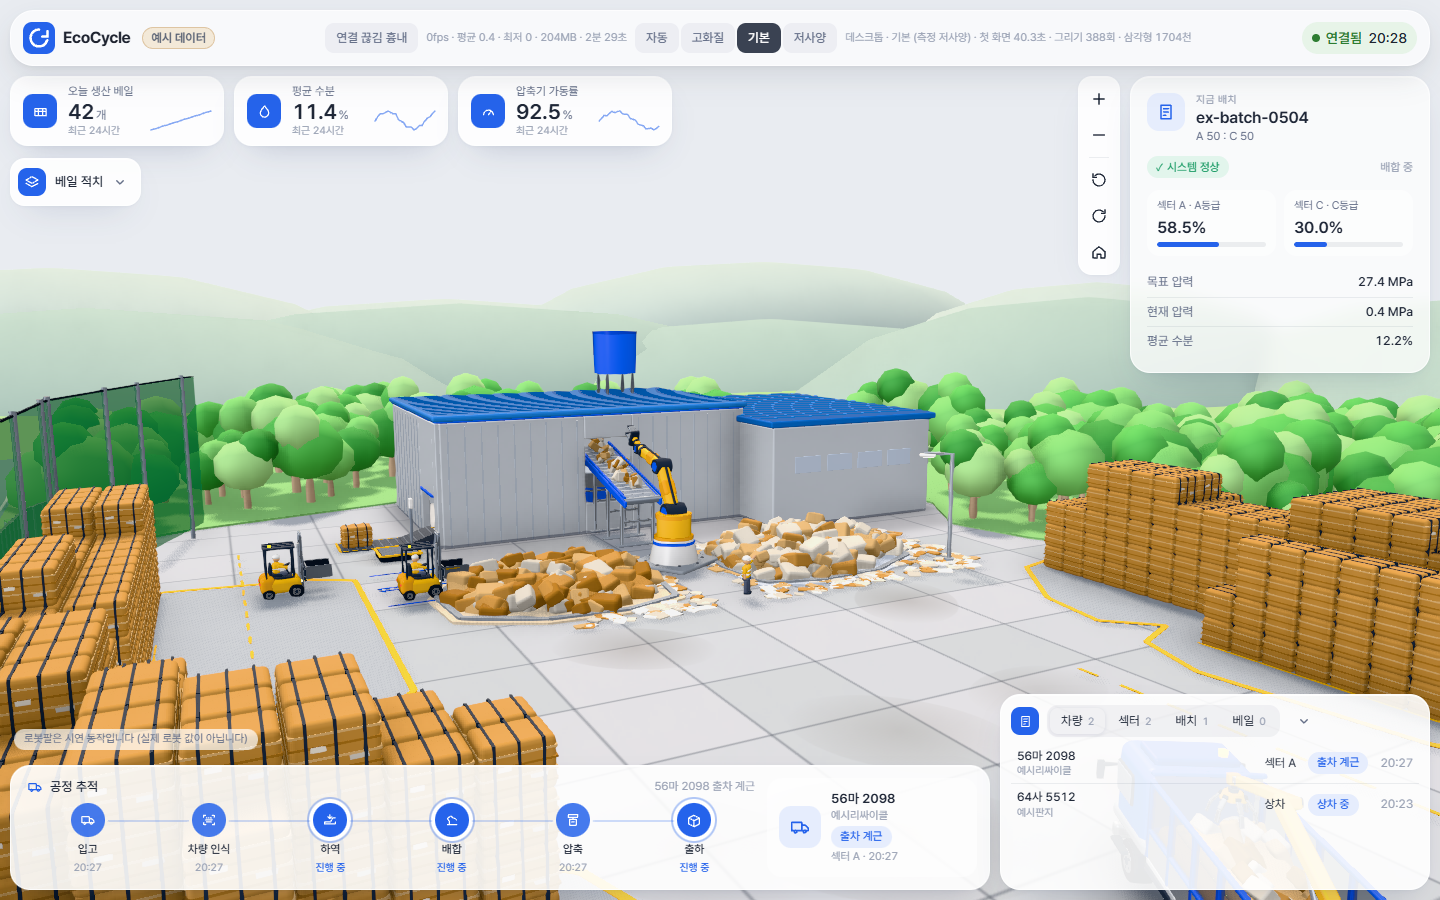 EcoCycle
예시 데이터
연결 끊김 흉내
0fps · 평균 0.4 · 최저 0 · 204MB · 2분 29초
자동
고화질
기본
저사양
데스크톱 · 기본 (측정 저사양) · 첫 화면 40.3초 · 그리기 388회 · 삼각형 1704천
연결됨 20:28
오늘 생산 베일
42개
최근 24시간
평균 수분
11.4%
최근 24시간
압축기 가동률
92.5%
최근 24시간
베일 적치
지금 배치
ex-batch-0504
A 50 : C 50
✓ 시스템 정상
배합 중
섹터 A · A등급
58.5%
섹터 C · C등급
30.0%
목표 압력 27.4 MPa
현재 압력 0.4 MPa
평균 수분 12.2%
로봇팔은 시연 동작입니다 (실제 로봇 값이 아닙니다)
공정 추적
56마 2098 출차 계근
입고
20:27
차량 인식
20:27
하역
진행 중
배합
진행 중
압축
20:27
출하
진행 중
56마 2098
예시리싸이클
출차 계근
섹터 A · 20:27
차량 2
섹터 2
배치 1
베일 0
56마 2098
예시리싸이클
섹터 A
출차 계근
20:27
64사 5512
예시판지
상차
상차 중
20:23